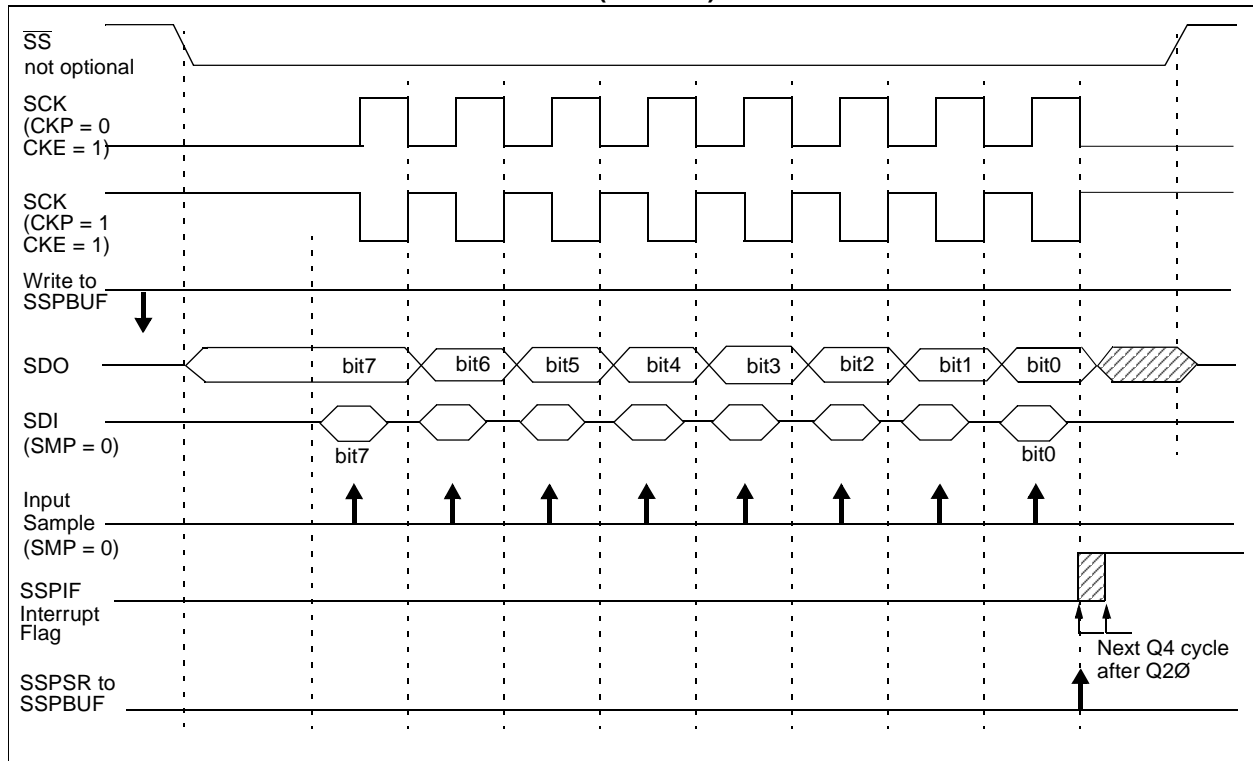 SS
not optional
SCK
(CKP = 0
CKE = 1)
SCK
(CKP = 1
CKE = 1)
Write to
SSPBUF
SDO
bit7 bit6 bit5 bit4 bit3 bit2 bit1 bit0
SDI
(SMP = 0)
bit7 bit0
Input
Sample
(SMP = 0)
SSPIF
Interrupt
Flag
Next Q4 cycle
after Q2Ø
SSPSR to
SSPBUF